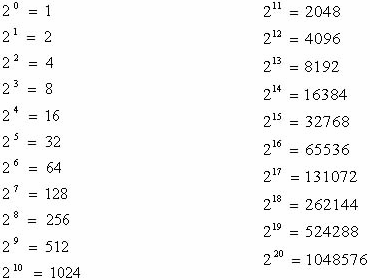 2⁰ = 1
2¹ = 2
2² = 4
2³ = 8
2⁴ = 16
2⁵ = 32
2⁶ = 64
2⁷ = 128
2⁸ = 256
2⁹ = 512
2¹⁰ = 1024
2¹¹ = 2048
2¹² = 4096
2¹³ = 8192
2¹⁴ = 16384
2¹⁵ = 32768
2¹⁶ = 65536
2¹⁷ = 131072
2¹⁸ = 262144
2¹⁹ = 524288
2²⁰ = 1048576